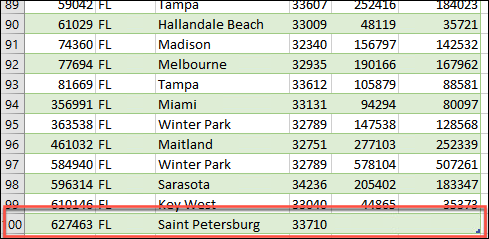 89 59042 FL Tampa 33607 252416 184023
90 61029 FL Hallandale Beach 33009 48119 35721
91 74360 FL Madison 32340 156797 142532
92 77694 FL Melbourne 32935 190166 167962
93 81669 FL Tampa 33612 105879 88581
94 356991 FL Miami 33131 94294 80097
95 363538 FL Winter Park 32789 147538 128568
96 461032 FL Maitland 32751 277103 252339
97 584940 FL Winter Park 32789 578104 507261
98 596314 FL Sarasota 34236 205402 183347
99 610146 FL Key West 33040 44865 35373
00 627463 FL Saint Petersburg 33710